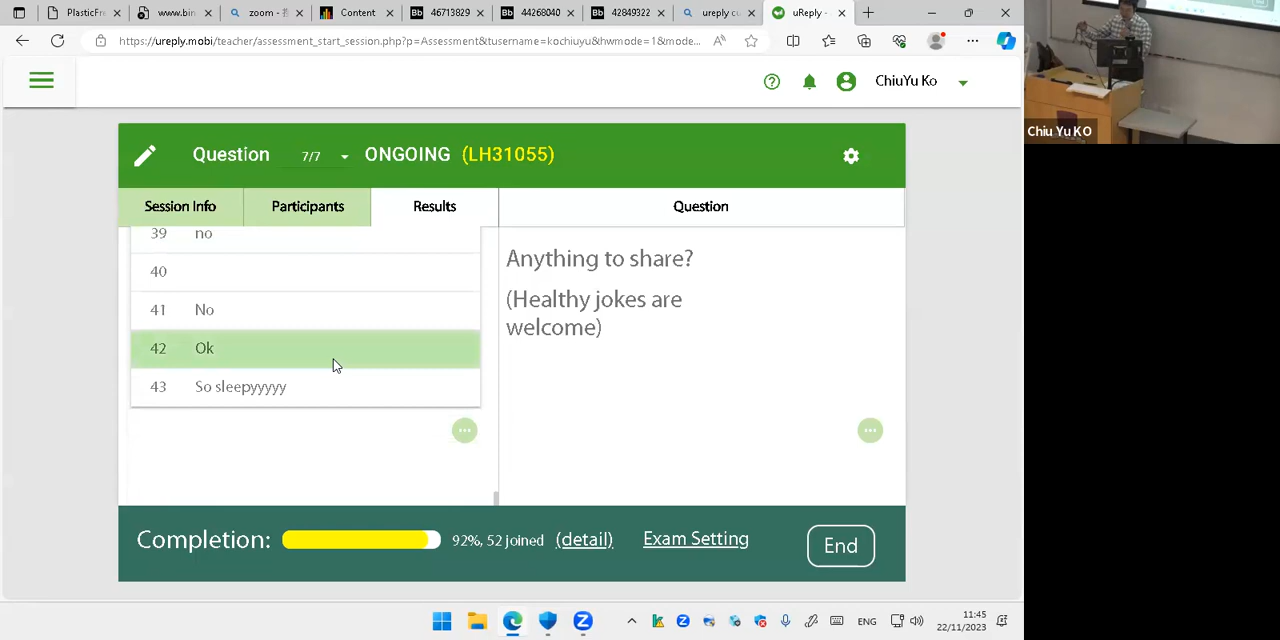 PlasticFre
www.bin
zoom - 搜
Content
46713829
44268040
42849322
ureply cu
uReply -
https://ureply.mobi/teacher/assessment_start_session.php?p=Assessment&tusername=kochiuyu&hwmode=1&mode...
ChiuYu Ko
Chiu Yu KO
Question 7/7 ONGOING (LH31055)
Session Info
Participants
Results
Question
39 no
40
41 No
42 Ok
43 So sleepyyyyy
Anything to share?
(Healthy jokes are
welcome)
Completion: 92%, 52 joined (detail) Exam Setting End
ENG
11:45
22/11/2023